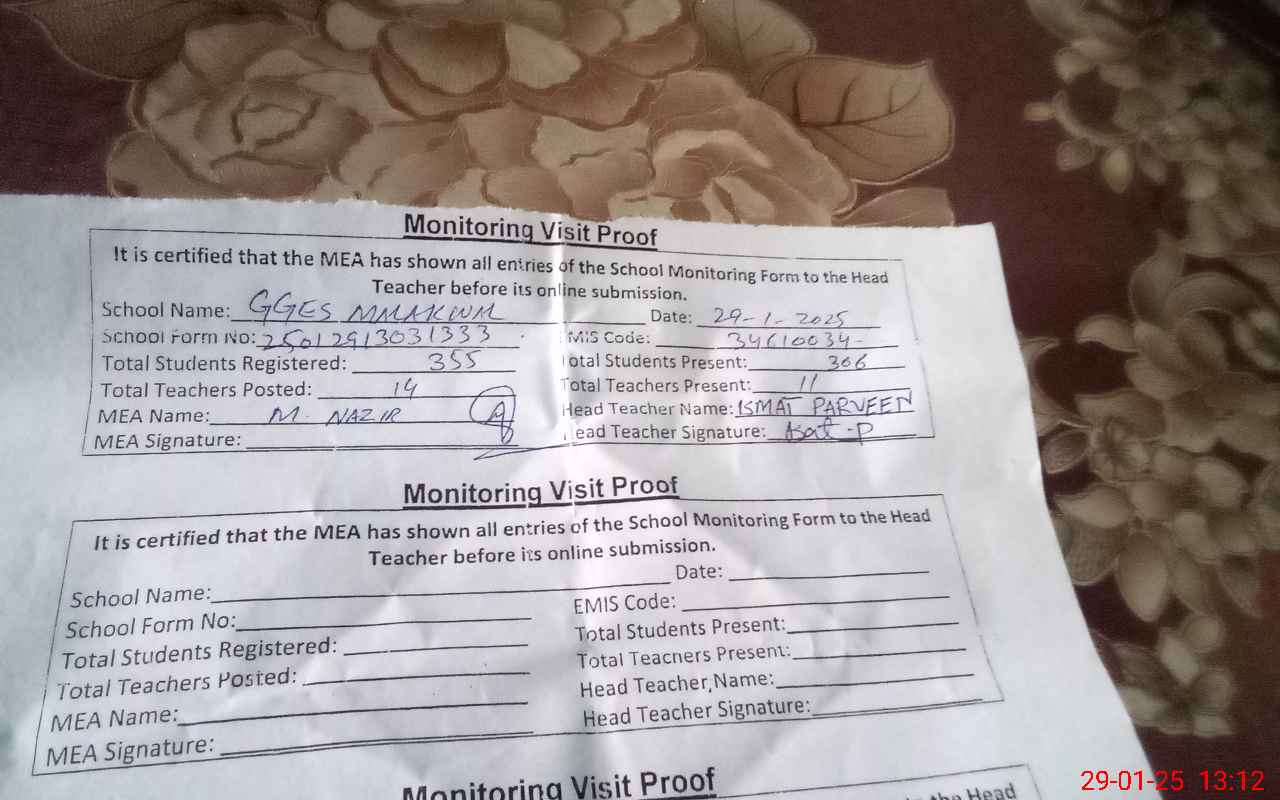 Monitoring Visit Proof
It is certified that the MEA has shown all entries of the School Monitoring Form to the Head
Teacher before its online submission.
School Name: GGES Date: 29-1-2025
School Form No: 25012913031333 EMIS Code: 34610034
Total Students Registered: 355 Total Students Present: 306
Total Teachers Posted: 14 Total Teachers Present: 11
MEA Name: M. NAZIR Head Teacher Name: ISMAT PARVEEN
MEA Signature: Head Teacher Signature:
Monitoring Visit Proof
It is certified that the MEA has shown all entries of the School Monitoring Form to the Head
Teacher before its online submission.
School Name: Date:
School Form No: EMIS Code:
Total Students Registered: Total Students Present:
Total Teachers Posted: Total Teachers Present:
MEA Name: Head Teacher Name:
MEA Signature: Head Teacher Signature:
Monitoring Visit Proof
the Head
29-01-25 13:12